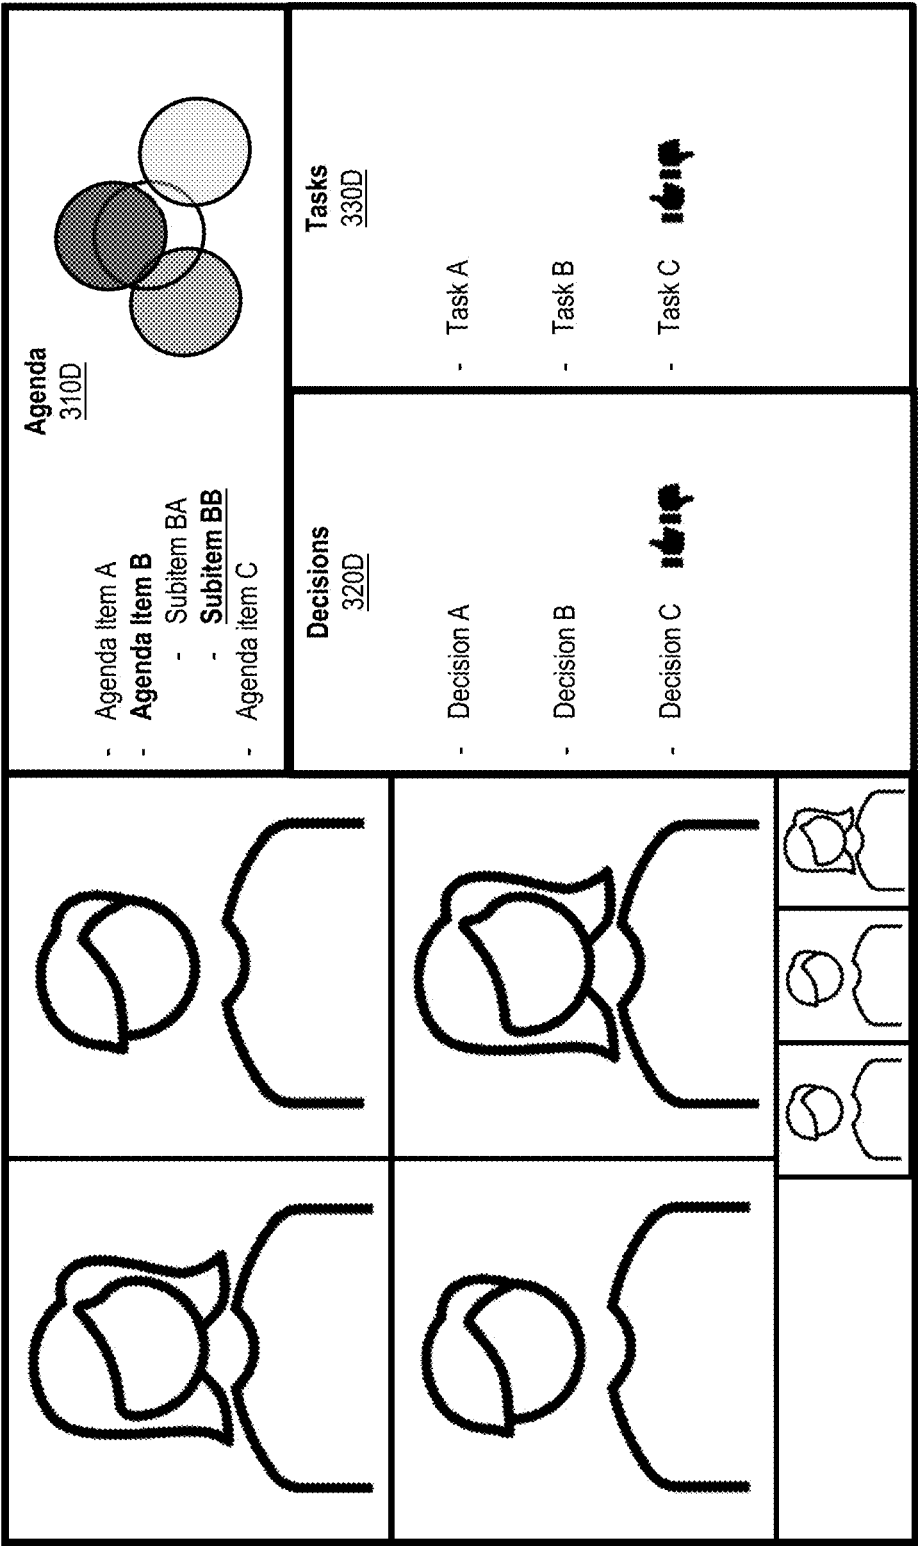 Agenda
310D
- Agenda Item A
- Agenda Item B
- Subitem BA
- Subitem BB
- Agenda item C
Decisions
320D
- Decision A
- Decision B
- Decision C
Tasks
330D
- Task A
- Task B
- Task C